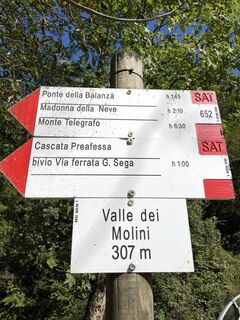 Ponte della Balanzà h 1:45 SAT
Madonna della Neve h 2:10 652
Monte Telegrafo h 6:30
Cascata Preafessa SAT
bivio Via ferrata G. Sega h 1:00
Valle dei
Molini
307 m